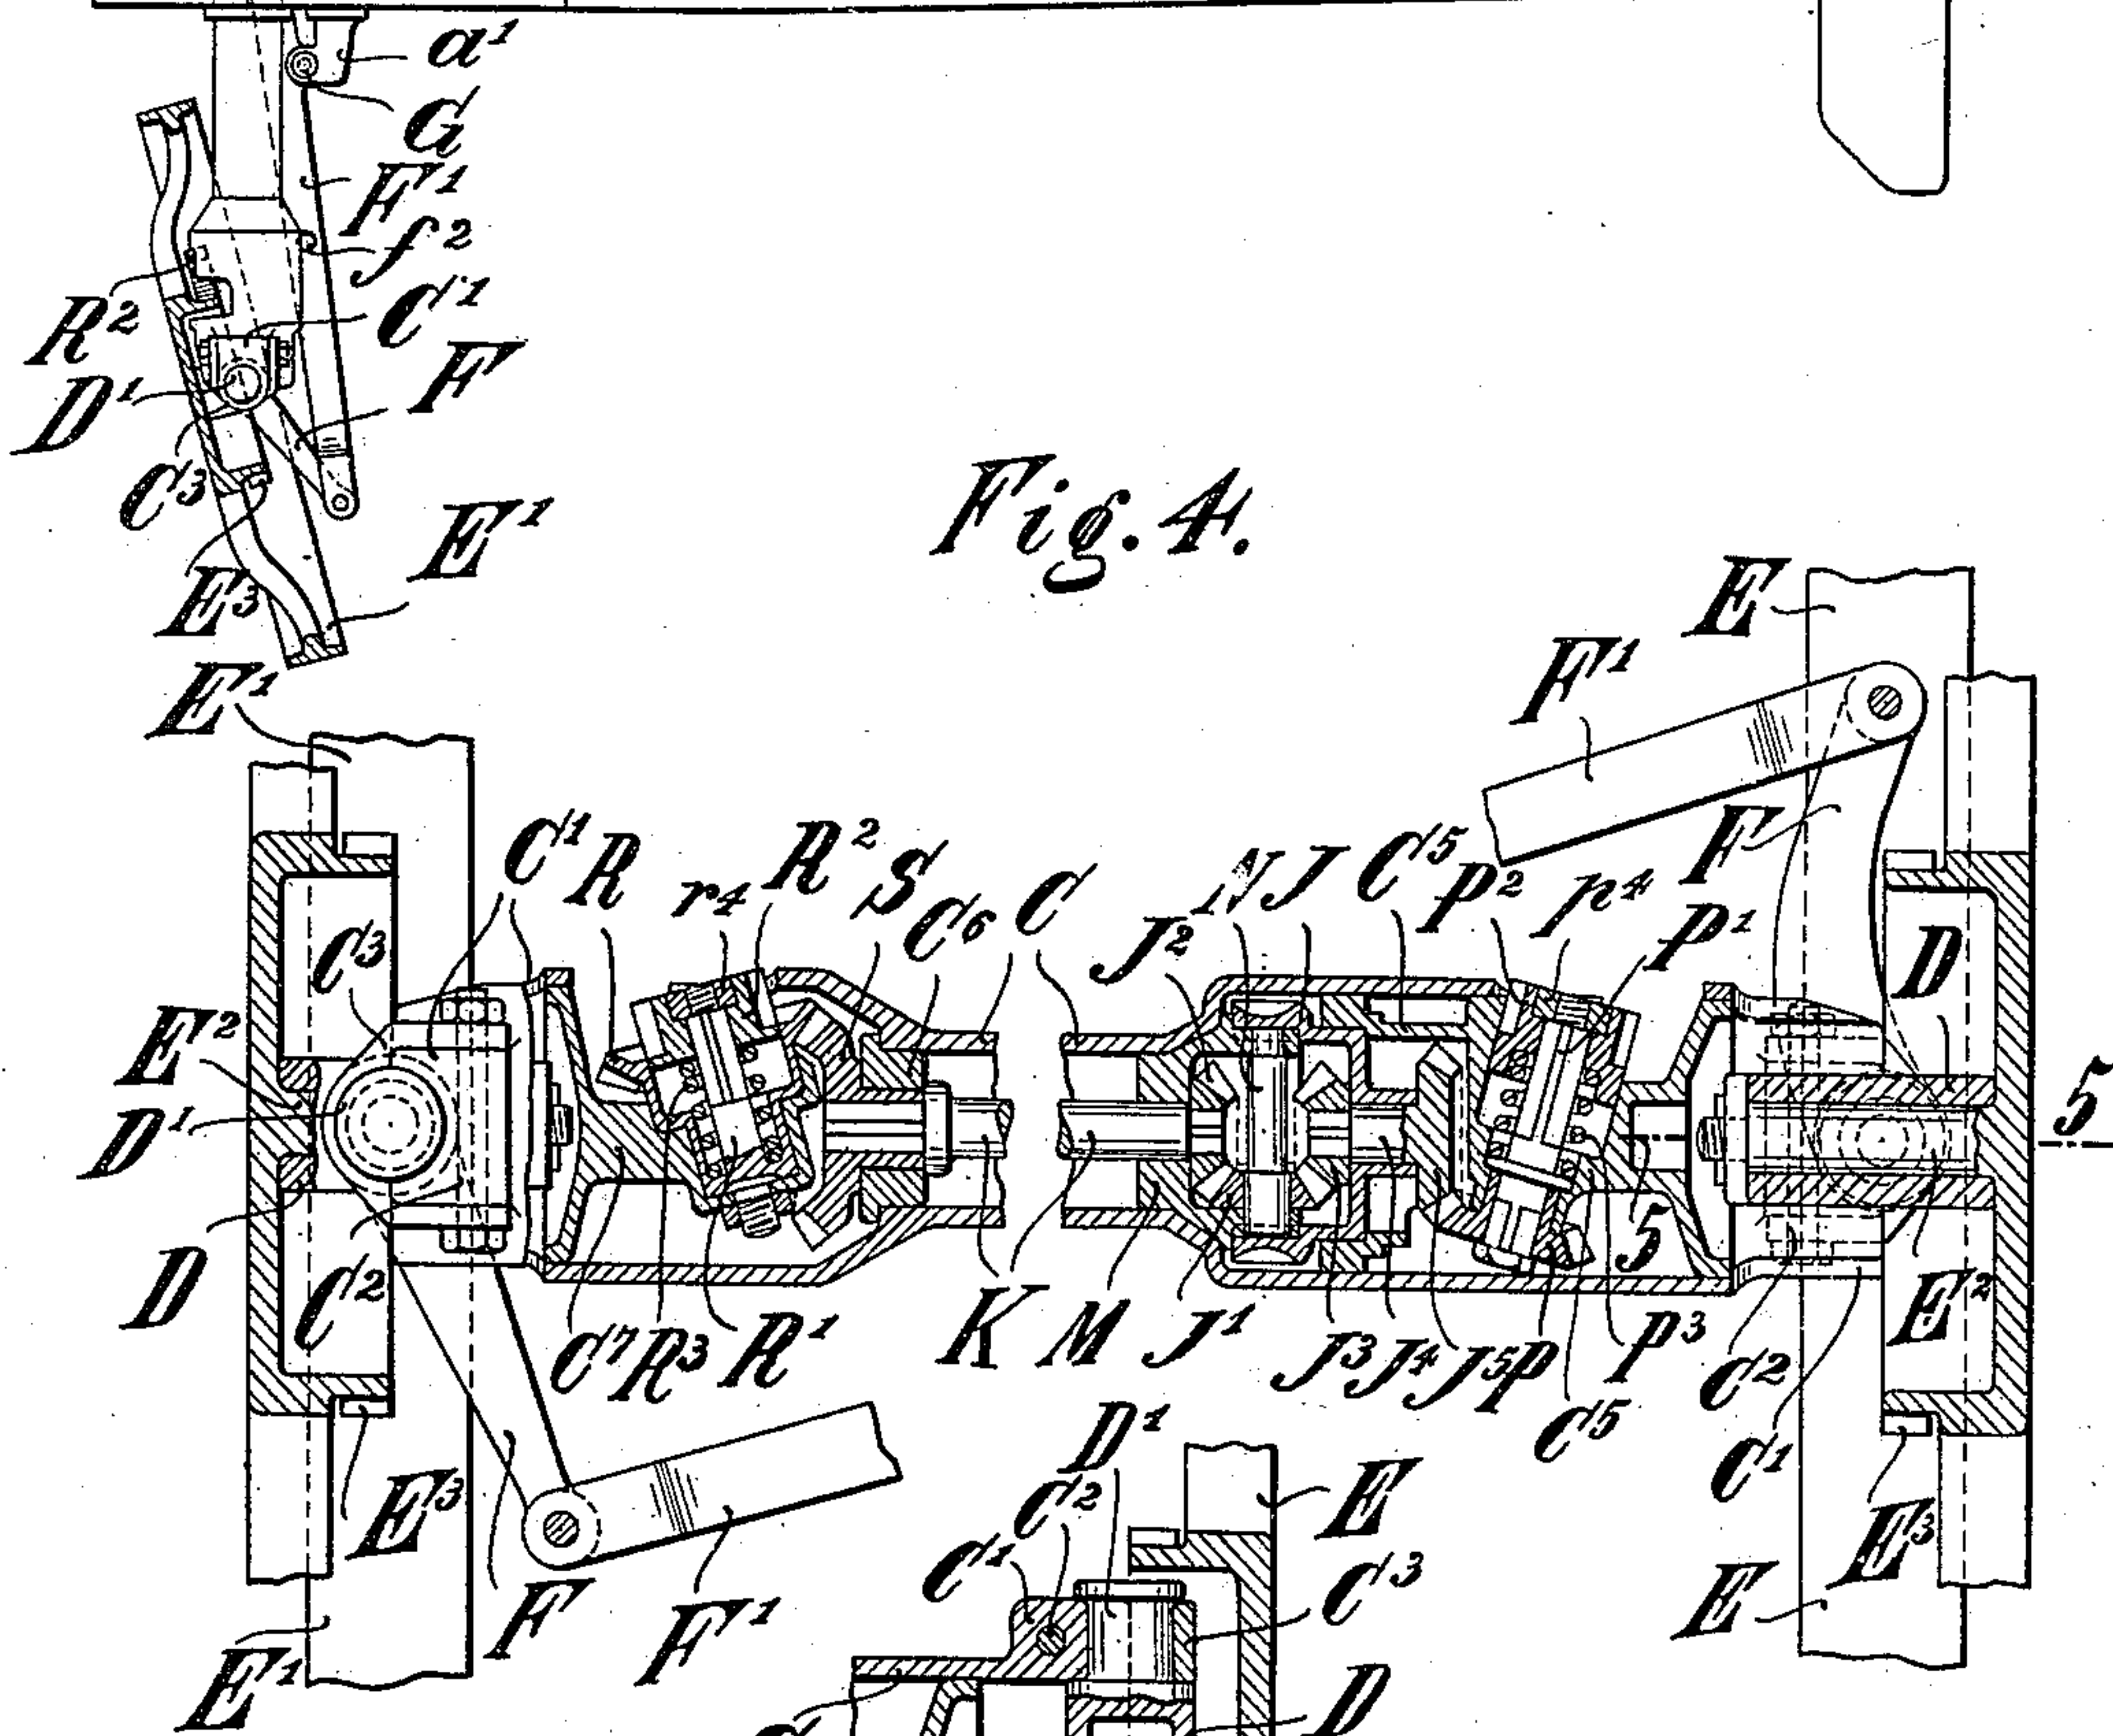 a¹
G
F¹
f²
C¹
R²
F
D¹
C³
E¹
E³
Fig. 4.
E
F¹
E¹
C¹ R R² S C⁶ C J² N J C⁵ P² p⁴ P¹ F
r⁴
C³
D
E²
D¹
5
D
C²
5
E²
C⁷ R³ R¹ K M J¹ J³ J⁴ J⁵ P P³ C²
C⁵
C¹
D¹
E³
C²
E
E³
C¹
C³
F
F¹
E
E¹
D